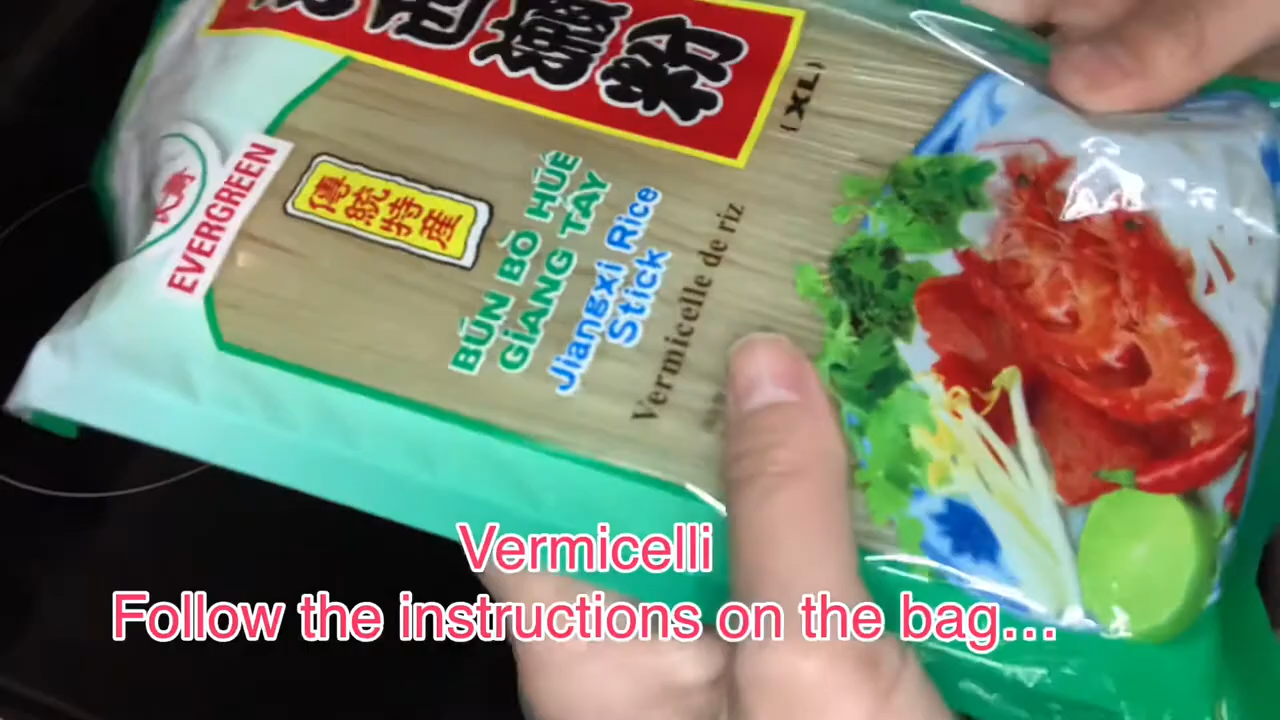 粉
(XL)
EVERGREEN
傳統特產
BÚN BÒ HUẾ
GIANG TÂY
Jiangxi Rice
Stick
Vermicelle de riz
Vermicelli
Follow the instructions on the bag...